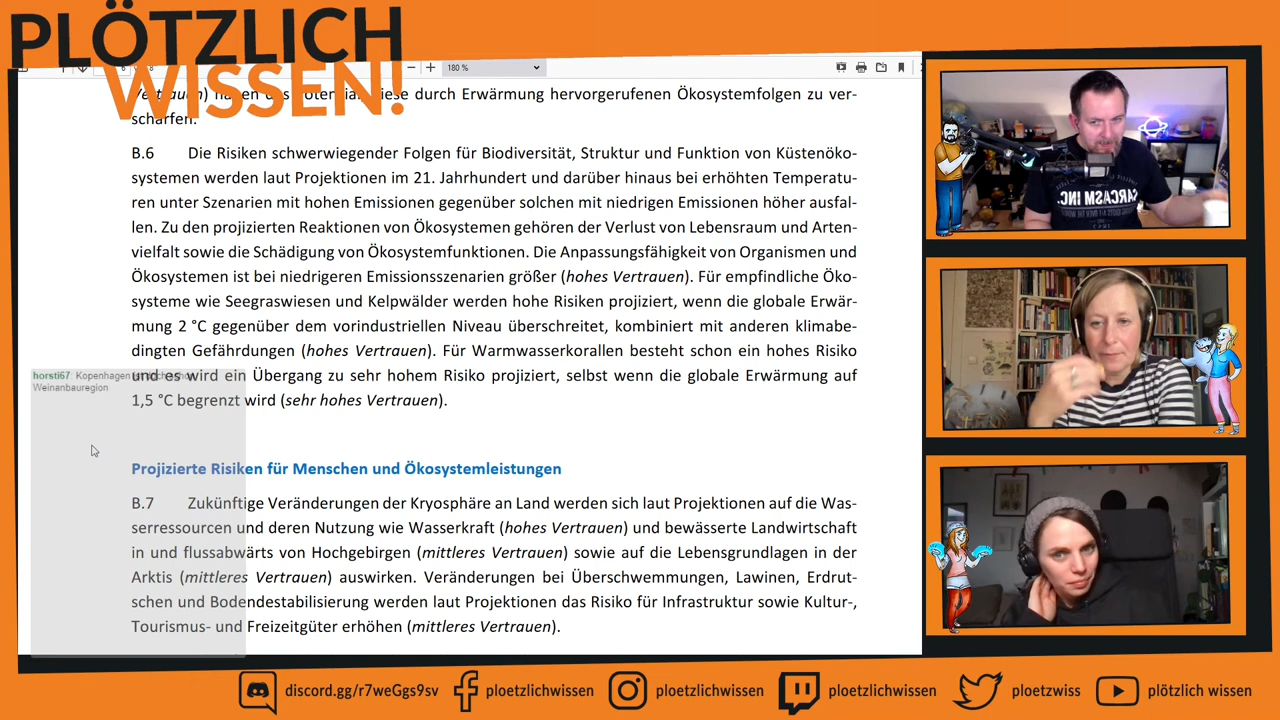 PLÖTZLICH
WISSEN!
180 %
durch Erwärmung hervorgerufenen Ökosystemfolgen zu ver-
schärfen.
B.6 Die Risiken schwerwiegender Folgen für Biodiversität, Struktur und Funktion von Küstenöko-
systemen werden laut Projektionen im 21. Jahrhundert und darüber hinaus bei erhöhten Temperatu-
ren unter Szenarien mit hohen Emissionen gegenüber solchen mit niedrigen Emissionen höher ausfal-
len. Zu den projizierten Reaktionen von Ökosystemen gehören der Verlust von Lebensraum und Arten-
vielfalt sowie die Schädigung von Ökosystemfunktionen. Die Anpassungsfähigkeit von Organismen und
Ökosystemen ist bei niedrigeren Emissionsszenarien größer (hohes Vertrauen). Für empfindliche Öko-
systeme wie Seegraswiesen und Kelpwälder werden hohe Risiken projiziert, wenn die globale Erwär-
mung 2 °C gegenüber dem vorindustriellen Niveau überschreitet, kombiniert mit anderen klimabe-
dingten Gefährdungen (hohes Vertrauen). Für Warmwasserkorallen besteht schon ein hohes Risiko
und es wird ein Übergang zu sehr hohem Risiko projiziert, selbst wenn die globale Erwärmung auf
1,5 °C begrenzt wird (sehr hohes Vertrauen).
horsti67: Kopenhagen
Weinanbauregion
Projizierte Risiken für Menschen und Ökosystemleistungen
B.7 Zukünftige Veränderungen der Kryosphäre an Land werden sich laut Projektionen auf die Was-
serressourcen und deren Nutzung wie Wasserkraft (hohes Vertrauen) und bewässerte Landwirtschaft
in und flussabwärts von Hochgebirgen (mittleres Vertrauen) sowie auf die Lebensgrundlagen in der
Arktis (mittleres Vertrauen) auswirken. Veränderungen bei Überschwemmungen, Lawinen, Erdrut-
schen und Bodendestabilisierung werden laut Projektionen das Risiko für Infrastruktur sowie Kultur-,
Tourismus- und Freizeitgüter erhöhen (mittleres Vertrauen).
SARCASM INC.
discord.gg/r7weGgs9sv
ploetzlichwissen
ploetzlichwissen
ploetzlichwissen
ploetzwiss
plötzlich wissen